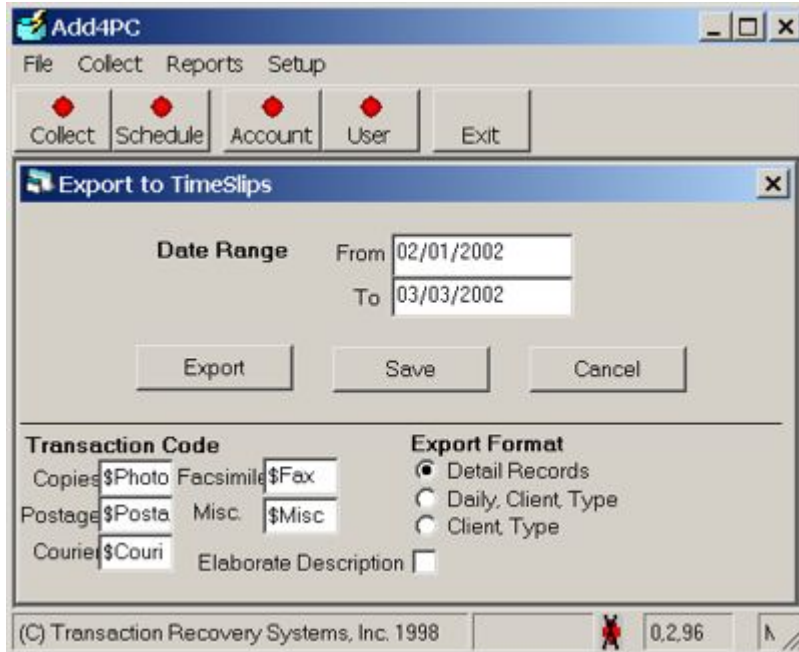 Add4PC
File Collect Reports Setup
Collect Schedule Account User Exit
Export to TimeSlips
Date Range From 02/01/2002
To 03/03/2002
Export Save Cancel
Transaction Code Export Format
Copies $Photo Facsimile $Fax Detail Records
Postage $Posta Misc. $Misc Daily, Client, Type
Client, Type
Courier $Couri Elaborate Description
(C) Transaction Recovery Systems, Inc. 1998 0,2,96